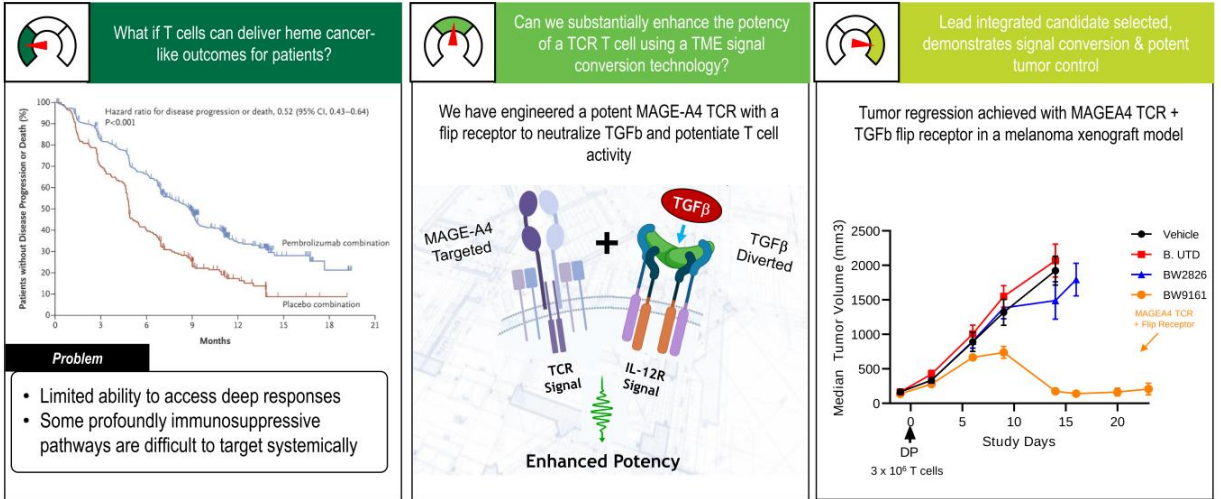 What if T cells can deliver heme cancer-
like outcomes for patients?
Patients without Disease Progression or Death (%)
100
90
80
70
60
50
40
30
20
10
0
Hazard ratio for disease progression or death, 0.52 (95% CI, 0.43–0.64)
P<0.001
Pembrolizumab combination
Placebo combination
0 3 6 9 12 15 18 21
Months
Problem
• Limited ability to access deep responses
• Some profoundly immunosuppressive
pathways are difficult to target systemically
Can we substantially enhance the potency
of a TCR T cell using a TME signal
conversion technology?
We have engineered a potent MAGE-A4 TCR with a
flip receptor to neutralize TGFb and potentiate T cell
activity
MAGE-A4
Targeted
+
TGFβ
TGFβ
Diverted
TCR
Signal
IL-12R
Signal
Enhanced Potency
Lead integrated candidate selected,
demonstrates signal conversion & potent
tumor control
Tumor regression achieved with MAGEA4 TCR +
TGFb flip receptor in a melanoma xenograft model
Median Tumor Volume (mm3)
2500
2000
1500
1000
500
0
Vehicle
B. UTD
BW2826
BW9161
MAGEA4 TCR
+ Flip Receptor
0 5 10 15 20
Study Days
DP
3 x 10⁶ T cells